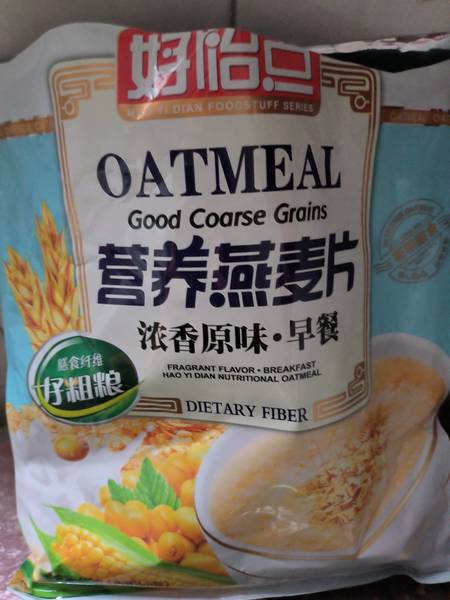 好怡点
HAO YI DIAN FOODSTUFF SERIES
OATMEAL
Good Coarse Grains
营养燕麦片
浓香原味·早餐
FRAGRANT FLAVOR · BREAKFAST
HAO YI DIAN NUTRITIONAL OATMEAL
膳食纤维
好粗粮
DIETARY FIBER
OATMEAL